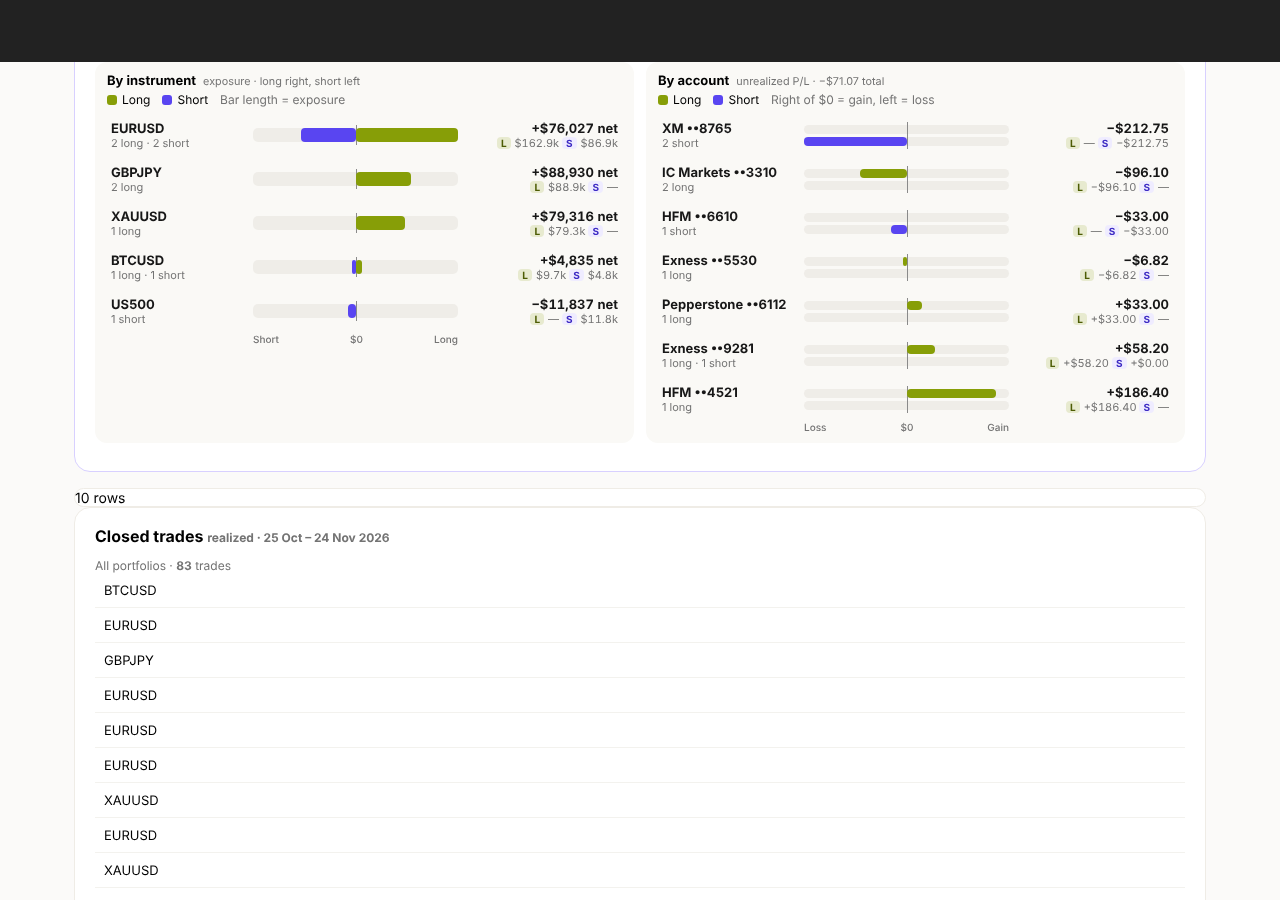 By instrument exposure · long right, short left
Long Short Bar length = exposure
EURUSD +$76,027 net
2 long · 2 short L $162.9k S $86.9k
GBPJPY +$88,930 net
2 long L $88.9k S —
XAUUSD +$79,316 net
1 long L $79.3k S —
BTCUSD +$4,835 net
1 long · 1 short L $9.7k S $4.8k
US500 −$11,837 net
1 short L — S $11.8k
Short $0 Long
By account unrealized P/L · −$71.07 total
Long Short Right of $0 = gain, left = loss
XM ••8765 −$212.75
2 short L — S −$212.75
IC Markets ••3310 −$96.10
2 long L −$96.10 S —
HFM ••6610 −$33.00
1 short L — S −$33.00
Exness ••5530 −$6.82
1 long L −$6.82 S —
Pepperstone ••6112 +$33.00
1 long L +$33.00 S —
Exness ••9281 +$58.20
1 long · 1 short L +$58.20 S +$0.00
HFM ••4521 +$186.40
1 long L +$186.40 S —
Loss $0 Gain
10 rows
Closed trades realized · 25 Oct – 24 Nov 2026
All portfolios · 83 trades
BTCUSD
EURUSD
GBPJPY
EURUSD
EURUSD
EURUSD
XAUUSD
EURUSD
XAUUSD